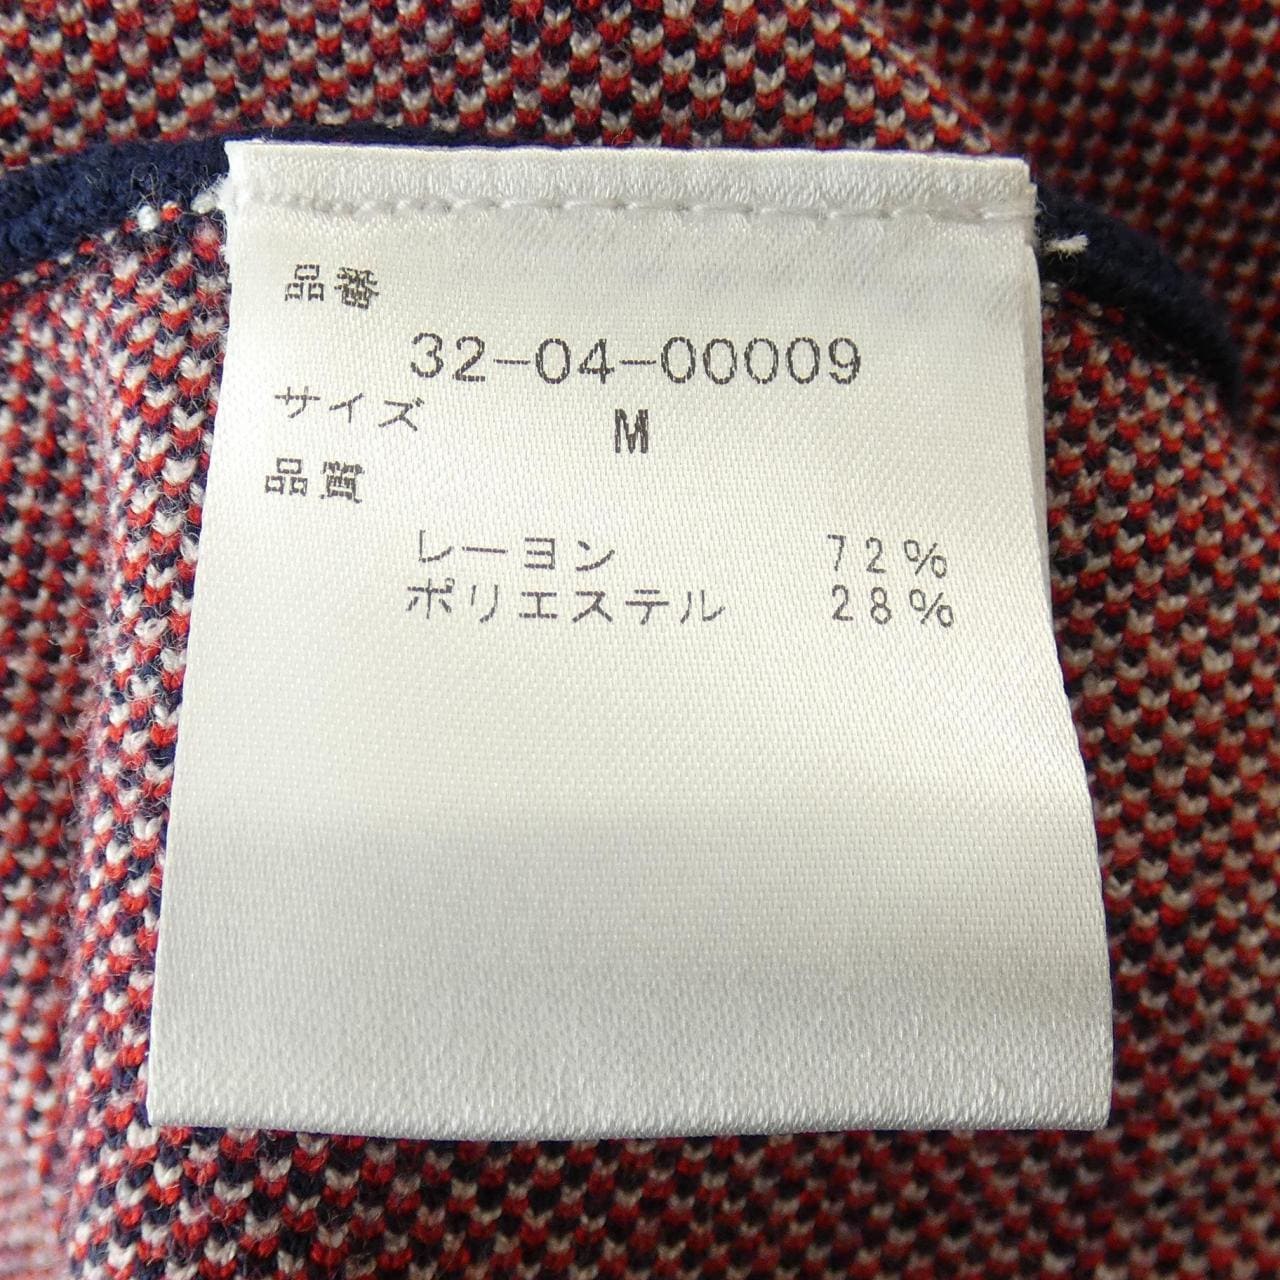 品番
32-04-00009
サイズ M
品質
レーヨン 72%
ポリエステル 28%